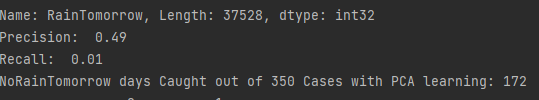 Name: RainTomorrow, Length: 37528, dtype: int32
Precision:  0.49
Recall:  0.01
NoRainTomorrow days Caught out of 350 Cases with PCA learning: 172